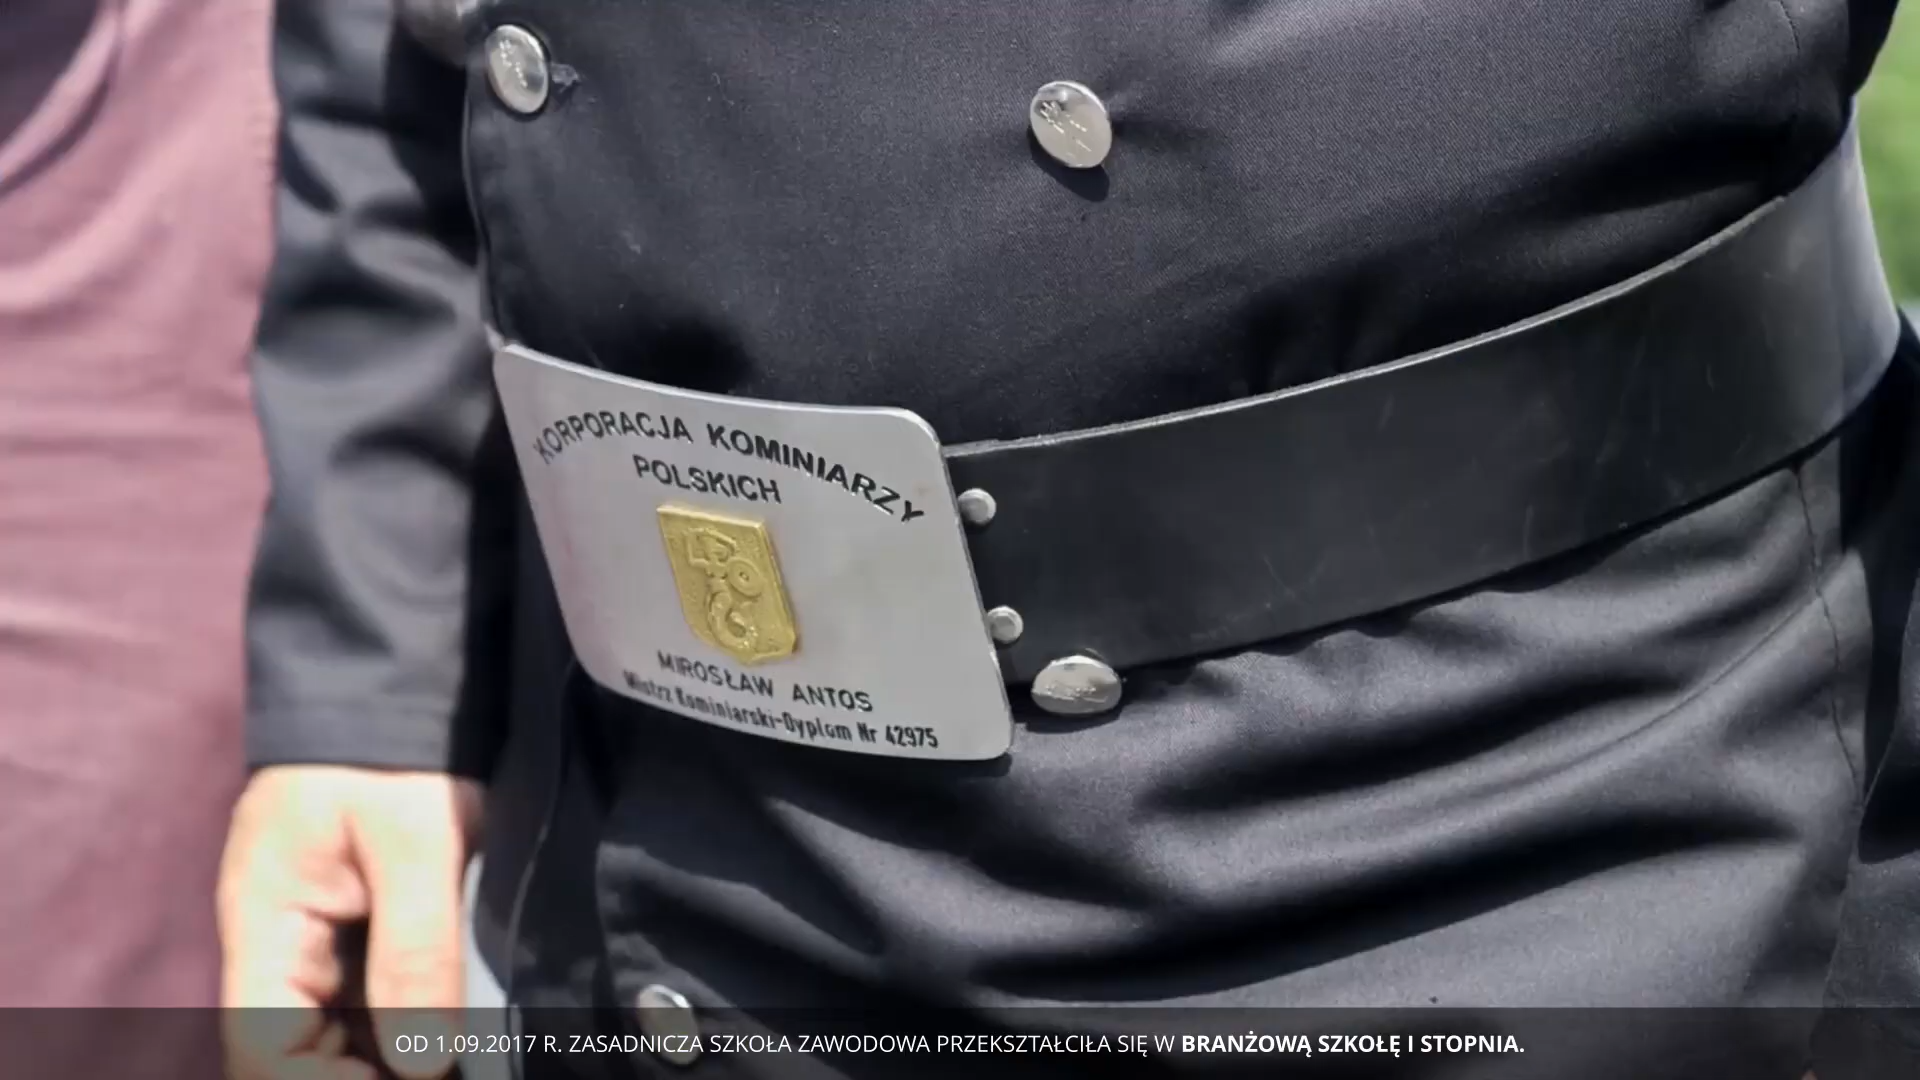 KORPORACJA KOMINIARZY
POLSKICH
MIROSŁAW ANTOS
Mistrz Kominiarski-Dyplom Nr 42975
OD 1.09.2017 R. ZASADNICZA SZKOŁA ZAWODOWA PRZEKSZTAŁCIŁA SIĘ W BRANŻOWĄ SZKOŁĘ I STOPNIA.